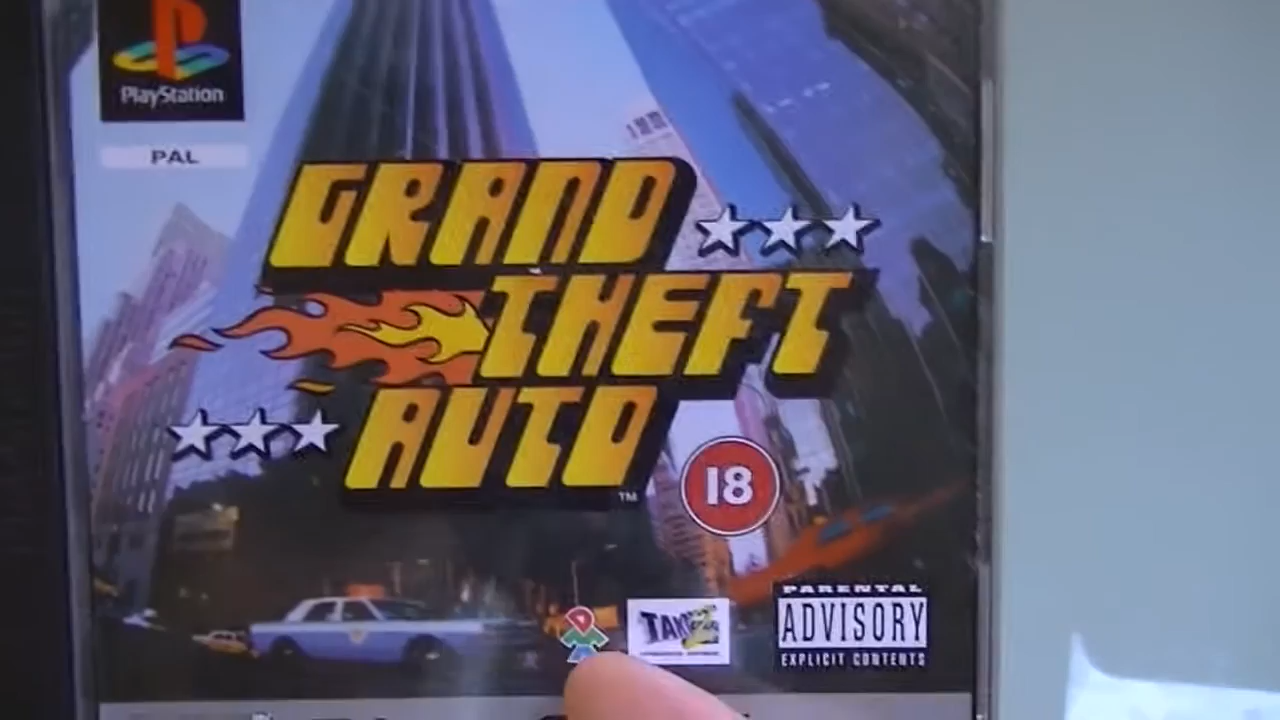 PlayStation
PAL
GRAND
THEFT
AUTO
TM
18
TAKE 2
PARENTAL
ADVISORY
EXPLICIT CONTENTS